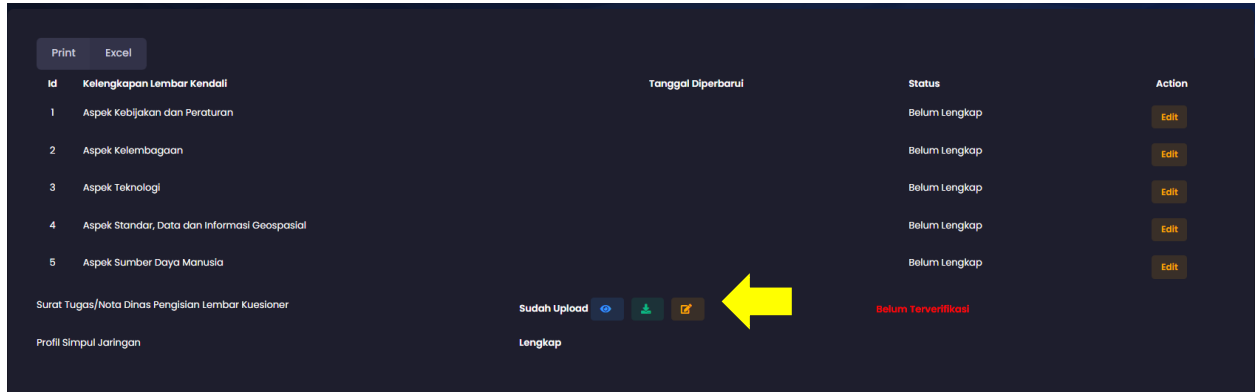 Print Excel
Id Kelengkapan Lembar Kendali Tanggal Diperbarui Status Action
1 Aspek Kebijakan dan Peraturan Belum Lengkap Edit
2 Aspek Kelembagaan Belum Lengkap Edit
3 Aspek Teknologi Belum Lengkap Edit
4 Aspek Standar, Data dan Informasi Geospasial Belum Lengkap Edit
5 Aspek Sumber Daya Manusia Belum Lengkap Edit
Surat Tugas/Nota Dinas Pengisian Lembar Kuesioner Sudah Upload Belum Terverifikasi
Profil Simpul Jaringan Lengkap